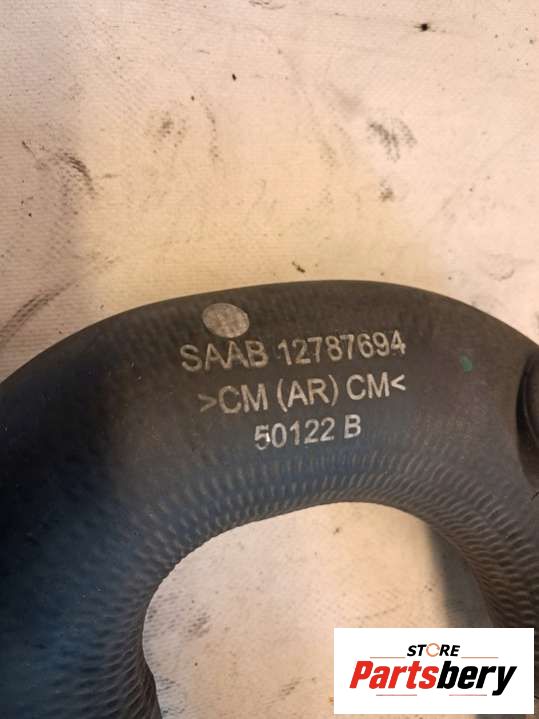 SAAB 12787694
>CM (AR) CM<
50122 B
STORE
Partsbery